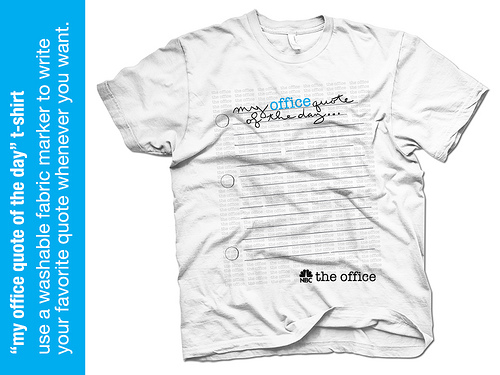 “my office quote of the day” t-shirt
use a washable fabric marker to write
your favorite quote whenever you want.
my office quote
of the day...
NBC the office